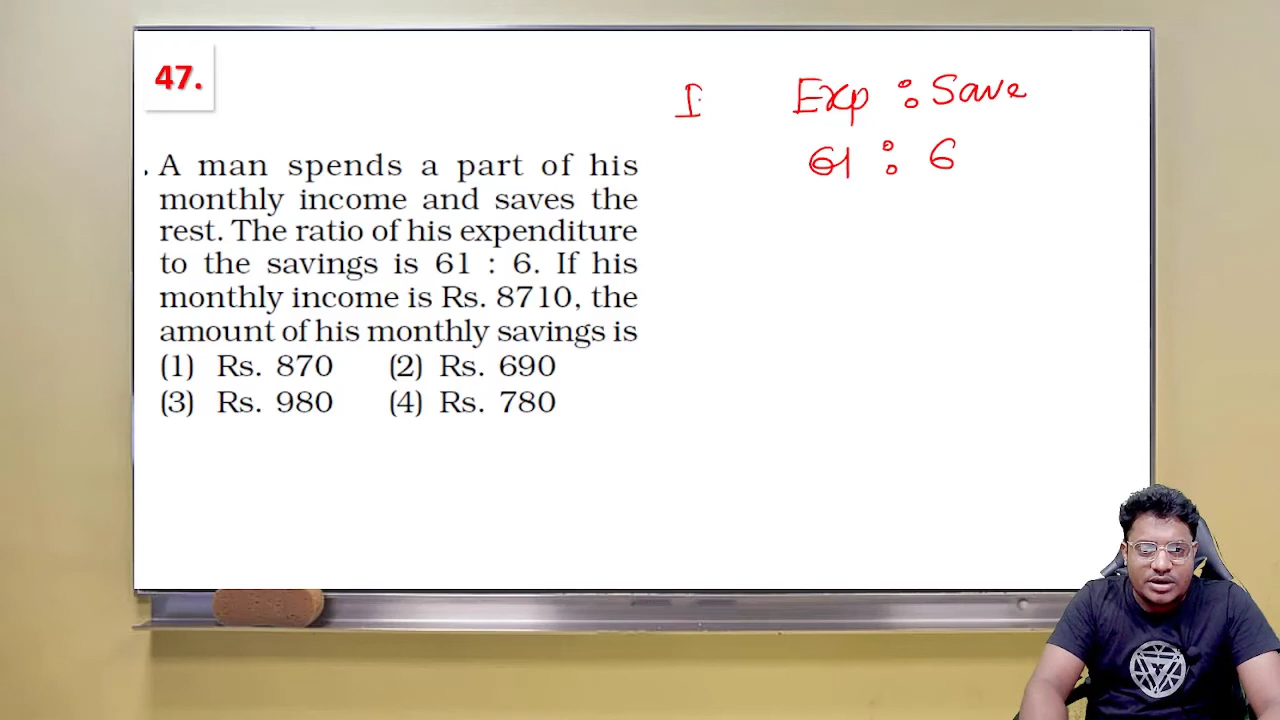 47.
I Exp : Save
61 : 6
. A man spends a part of his
monthly income and saves the
rest. The ratio of his expenditure
to the savings is 61 : 6. If his
monthly income is Rs. 8710, the
amount of his monthly savings is
(1) Rs. 870 (2) Rs. 690
(3) Rs. 980 (4) Rs. 780